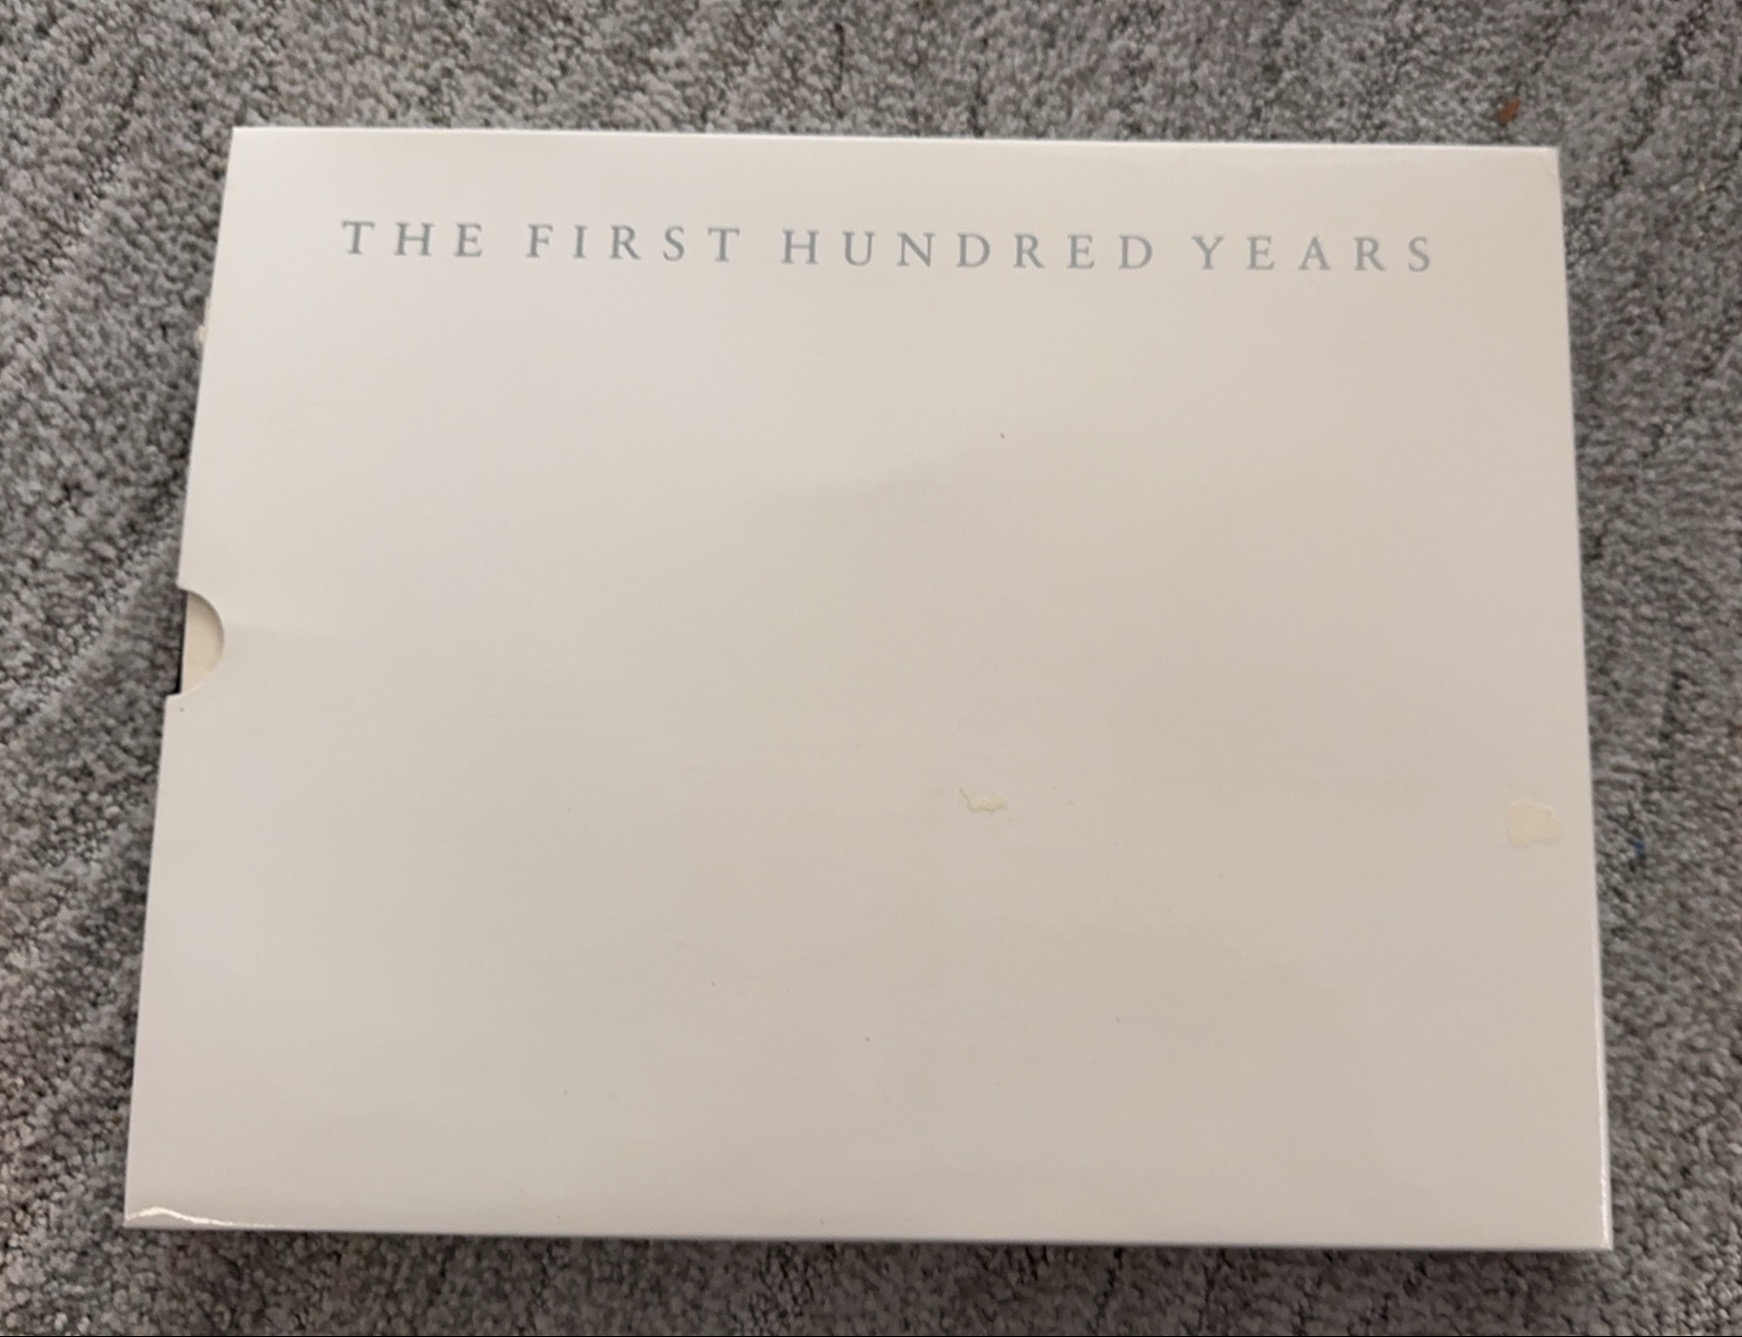 THE FIRST HUNDRED YEARS